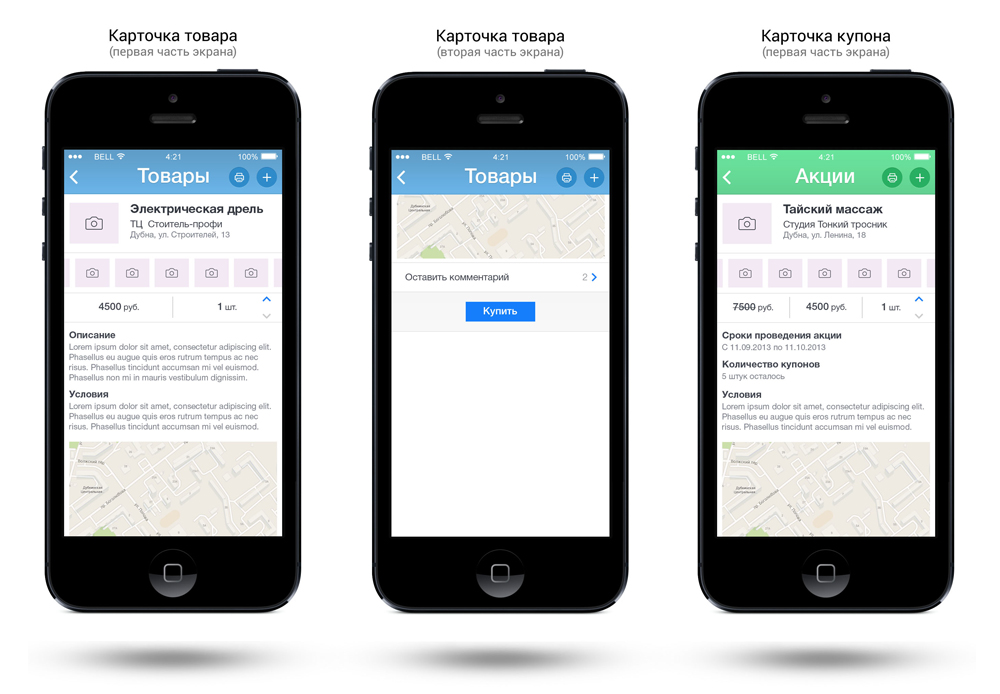 Карточка товара
(первая часть экрана)
BELL 4:21 100%
Товары
Электрическая дрель
ТЦ Стоитель-профи
Дубна, ул. Строителей, 13
4500 руб. 1 шт.
Описание
Lorem ipsum dolor sit amet, consectetur adipiscing elit.
Phasellus eu augue quis eros rutrum tempus ac nec
risus. Phasellus tincidunt accumsan mi vel euismod.
Phasellus non mi in mauris vestibulum dignissim.
Условия
Lorem ipsum dolor sit amet, consectetur adipiscing elit.
Phasellus eu augue quis eros rutrum tempus ac nec
risus. Phasellus tincidunt accumsan mi vel euismod.
Дубнинская
центральная
Карточка товара
(вторая часть экрана)
BELL 4:21 100%
Товары
Дубнинская
центральная
Оставить комментарий 2
Купить
Карточка купона
(первая часть экрана)
BELL 4:21 100%
Акции
Тайский массаж
Студия Тонкий тросник
Дубна, ул. Ленина, 18
7500 руб. 4500 руб. 1 шт.
Сроки проведения акции
С 11.09.2013 по 11.10.2013
Количество купонов
5 штук осталось
Условия
Lorem ipsum dolor sit amet, consectetur adipiscing elit.
Phasellus eu augue quis eros rutrum tempus ac nec
risus. Phasellus tincidunt accumsan mi vel euismod.
Дубнинская
центральная